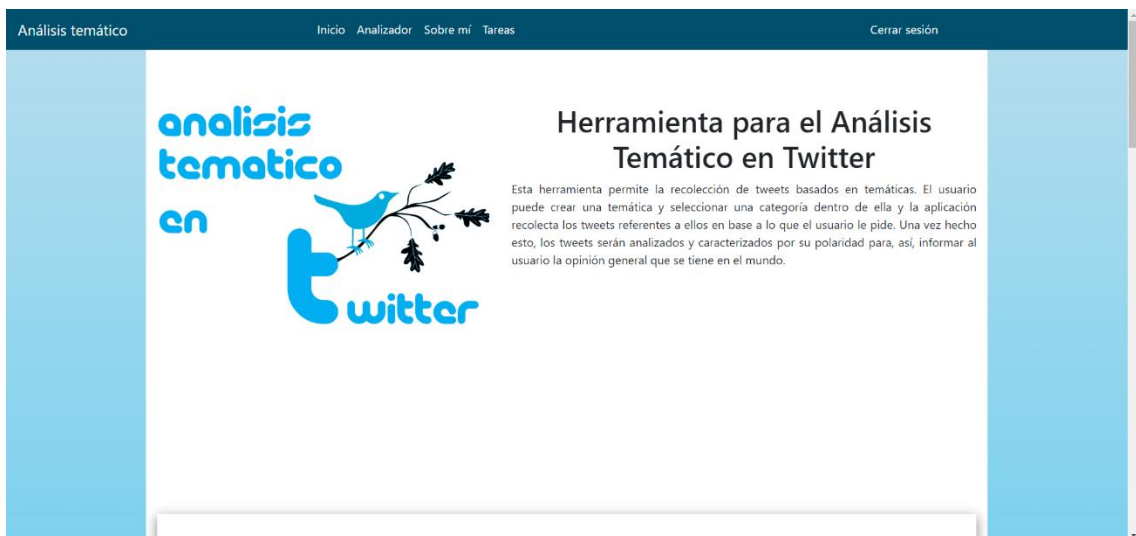 Análisis temático
Inicio Analizador Sobre mí Tareas
Cerrar sesión
analisis
tematico
en
twitter
Herramienta para el Análisis
Temático en Twitter
Esta herramienta permite la recolección de tweets basados en temáticas. El usuario
puede crear una temática y seleccionar una categoría dentro de ella y la aplicación
recolecta los tweets referentes a ellos en base a lo que el usuario le pide. Una vez hecho
esto, los tweets serán analizados y caracterizados por su polaridad para, así, informar al
usuario la opinión general que se tiene en el mundo.